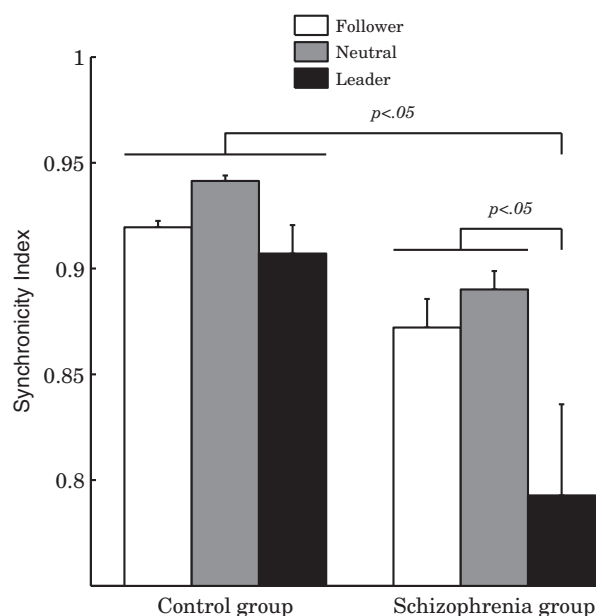 Follower
Neutral
Leader
1
0.95
0.9
0.85
0.8
Synchronicity Index
p<.05
p<.05
Control group
Schizophrenia group